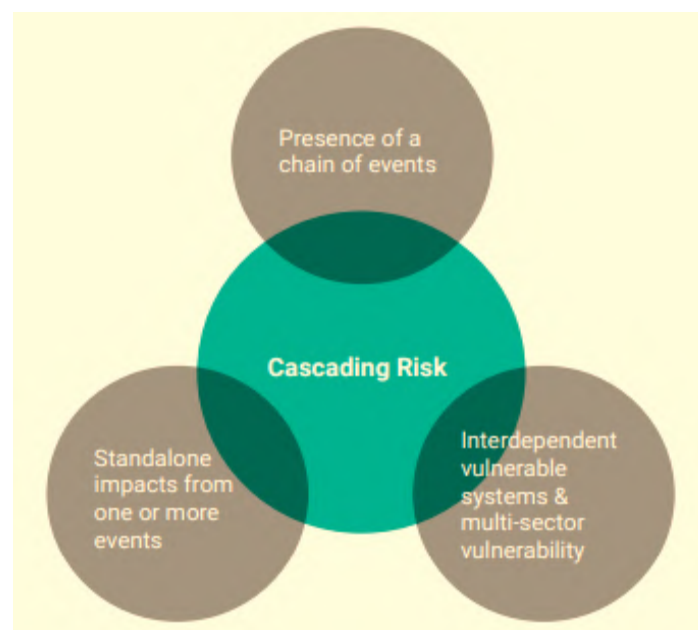 Presence of a
chain of events
Cascading Risk
Standalone
impacts from
one or more
events
Interdependent
vulnerable
systems &
multi-sector
vulnerability